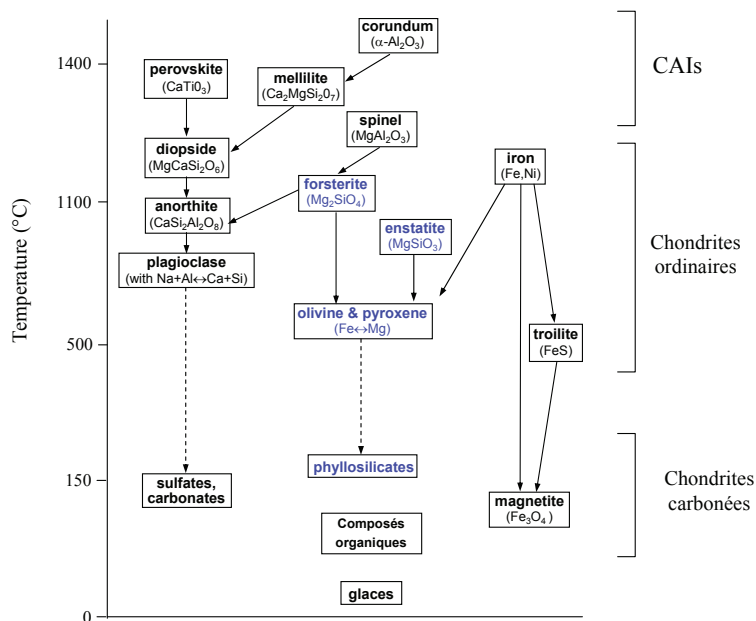 corundum
(α-Al2O3)
1400
CAIs
perovskite
(CaTi03)
mellilite
(Ca2MgSi207)
spinel
(MgAl2O3)
diopside
(MgCaSi2O6)
iron
(Fe,Ni)
forsterite
(Mg2SiO4)
1100
anorthite
(CaSi2Al2O8)
enstatite
(MgSiO3)
Chondrites
ordinaires
plagioclase
(with Na+Al↔Ca+Si)
Temperature (°C)
olivine & pyroxene
(Fe↔Mg)
500
troilite
(FeS)
phyllosilicates
150
sulfates,
carbonates
Chondrites
carbonées
magnetite
(Fe3O4 )
Composés
organiques
glaces
0